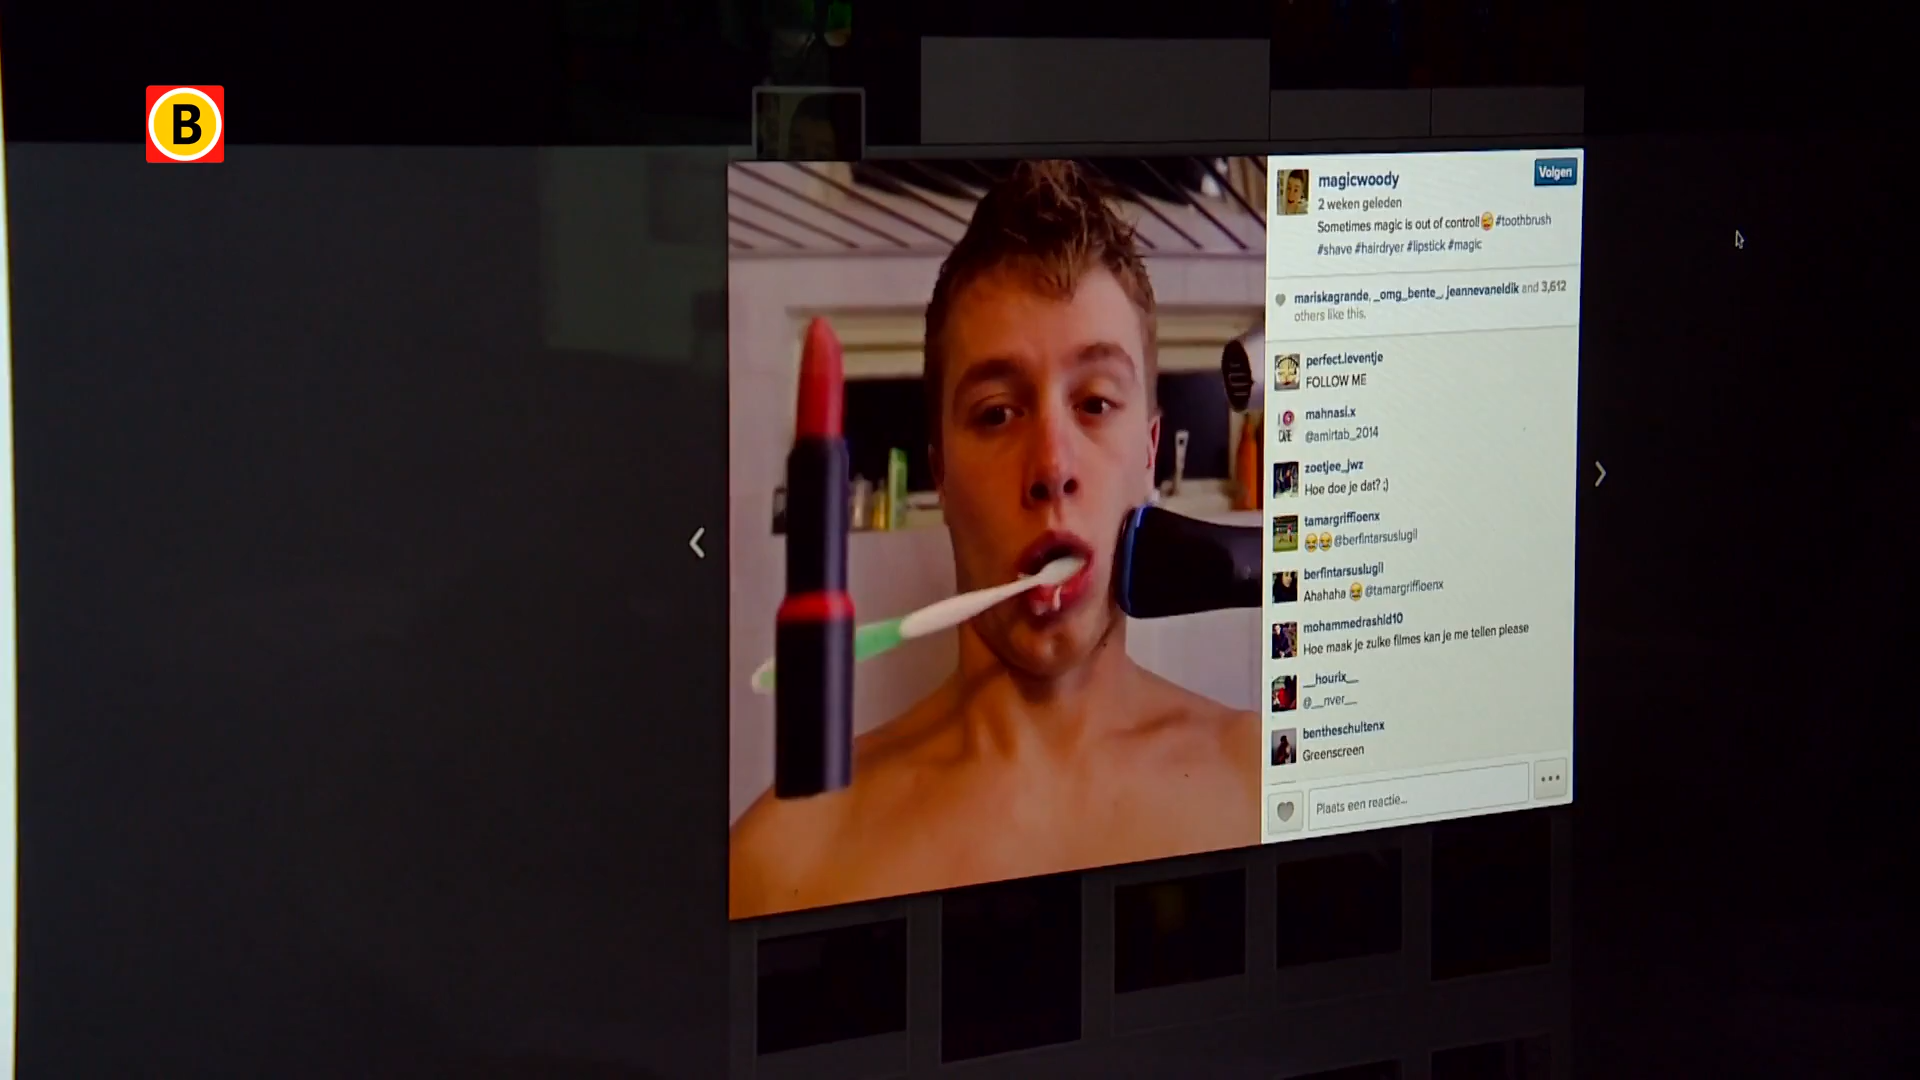 B
magicwoody
Volgen
2 weken geleden
Sometimes magic is out of control!😅 #toothbrush
#shave #hairdryer #lipstick #magic
mariskagrande, _omg_bente_, jeannevaneldik and 3,612
others like this.
perfect.leventje
FOLLOW ME
mahnasi.x
@amirtab_2014
zoetjee_jwz
Hoe doe je dat? ;)
tamargriffioenx
😂😂 @berfintarsuslugil
berfintarsuslugil
Ahahaha 😂 @tamargriffioenx
mohammedrashid10
Hoe maak je zulke filmes kan je me tellen please
__hourix__
@__nver__
bentheschultenx
Greenscreen
Plaats een reactie...